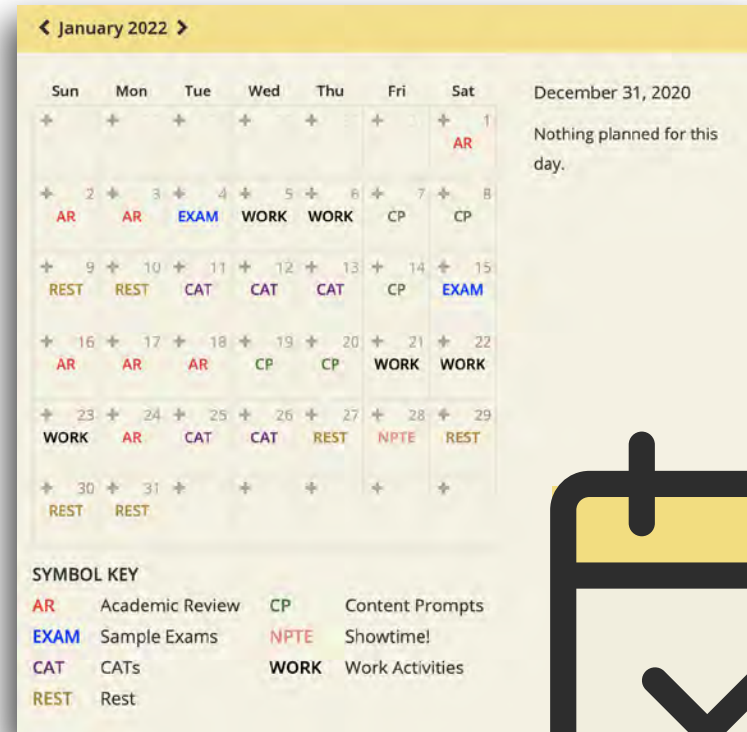 < January 2022 >
Sun Mon Tue Wed Thu Fri Sat
+ + + + + + + 1
AR
+ 2 + 3 + 4 + 5 + 6 + 7 + 8
AR AR EXAM WORK WORK CP CP
+ 9 + 10 + 11 + 12 + 13 + 14 + 15
REST REST CAT CAT CAT CP EXAM
+ 16 + 17 + 18 + 19 + 20 + 21 + 22
AR AR AR CP CP WORK WORK
+ 23 + 24 + 25 + 26 + 27 + 28 + 29
WORK AR CAT CAT REST NPTE REST
+ 30 + 31 + + + + +
REST REST
December 31, 2020
Nothing planned for this
day.
SYMBOL KEY
AR Academic Review CP Content Prompts
EXAM Sample Exams NPTE Showtime!
CAT CATs WORK Work Activities
REST Rest